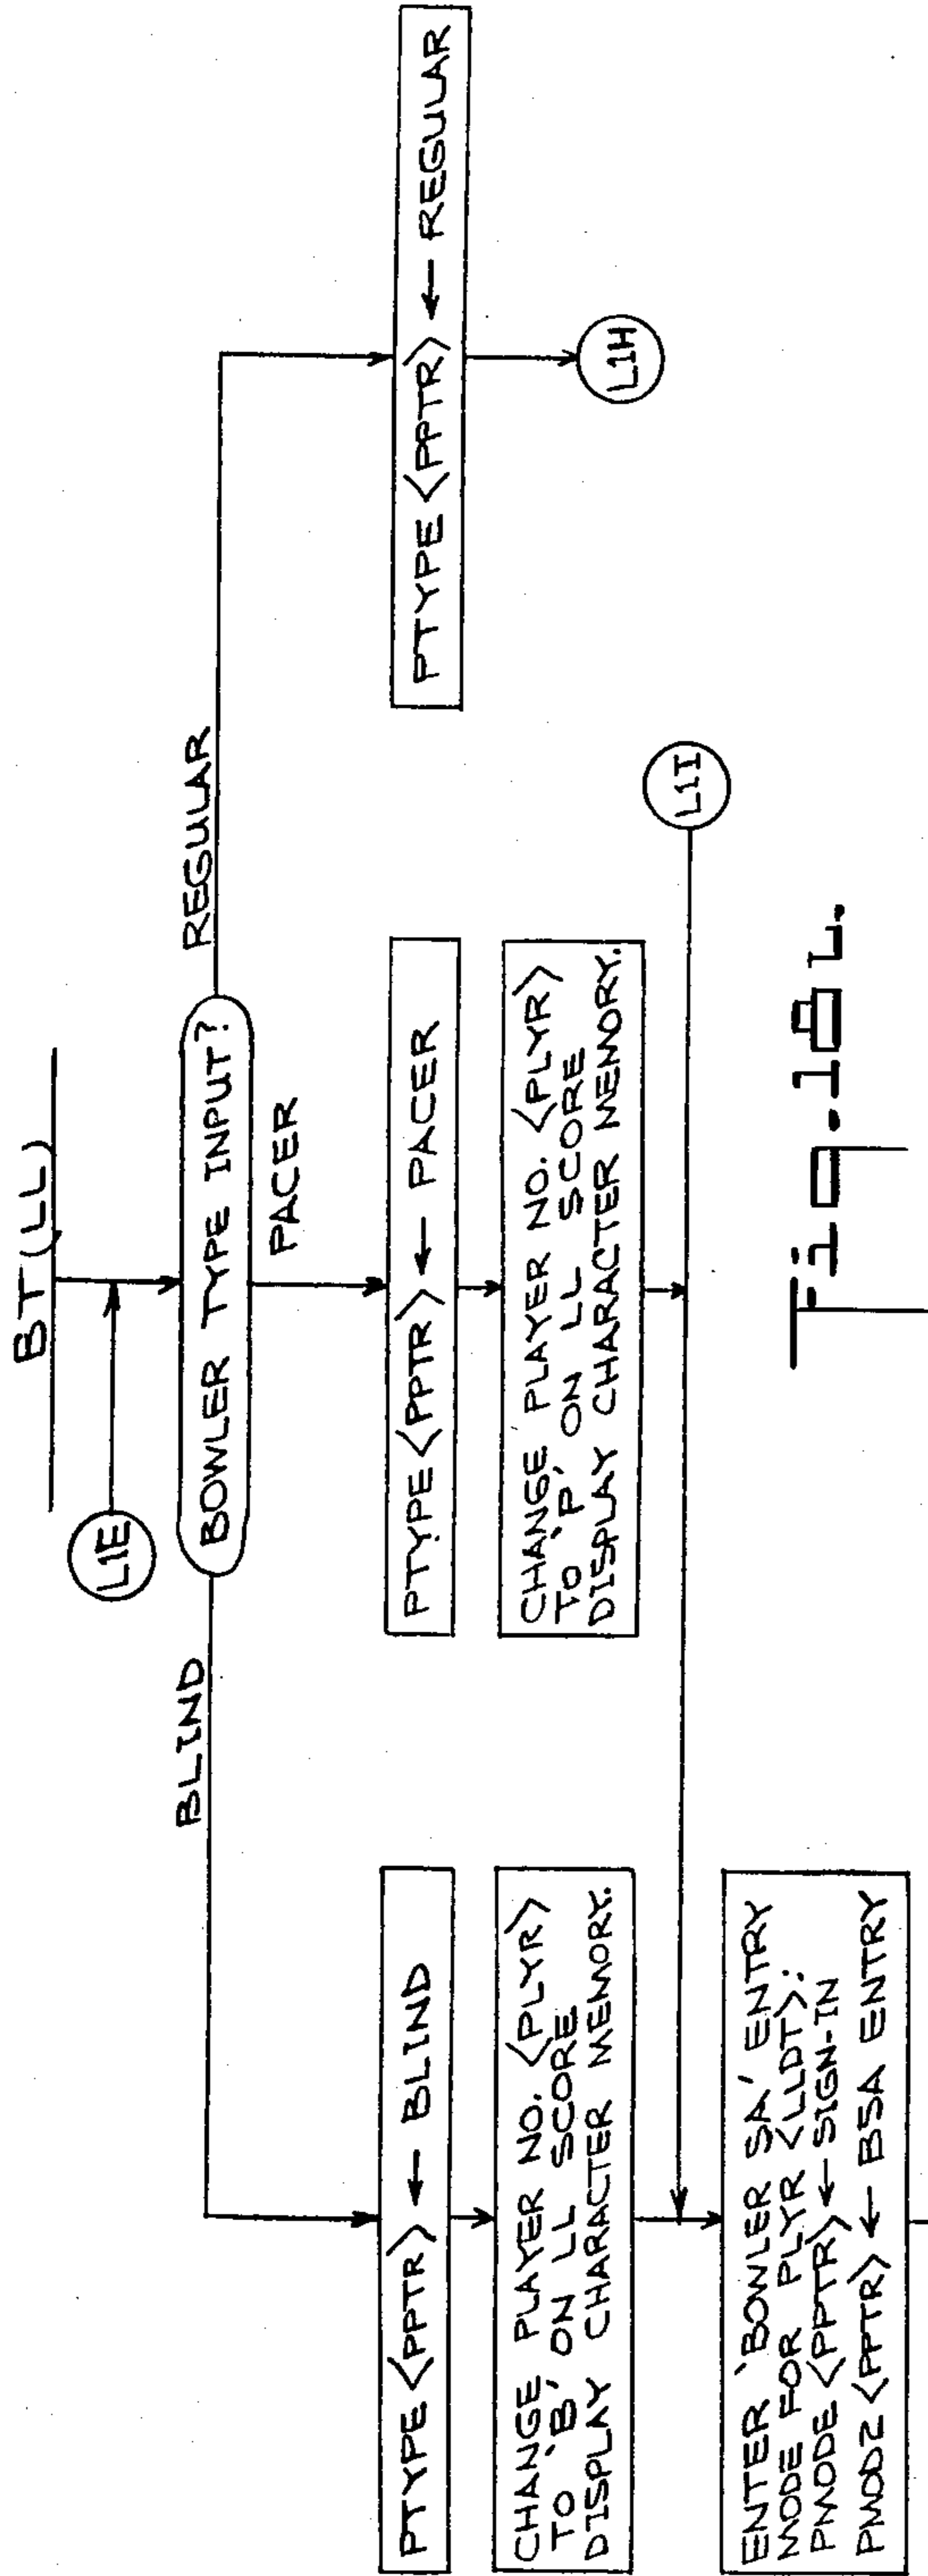 BT(LL)
L1E
BOWLER TYPE INPUT?
BLIND
PACER
REGULAR
PTYPE<PPTR> ← BLIND
CHANGE PLAYER NO. <PLYR>
TO 'B' ON LL SCORE
DISPLAY CHARACTER MEMORY.
PTYPE<PPTR> ← PACER
CHANGE PLAYER NO. <PLYR>
TO 'P' ON LL SCORE
DISPLAY CHARACTER MEMORY.
PTYPE<PPTR> ← REGULAR
L1H
L1I
ENTER 'BOWLER SA' ENTRY
MODE FOR PLYR <LLDT>:
PMODE<PPTR> ← SIGN-IN
PMOD2<PPTR> ← BSA ENTRY